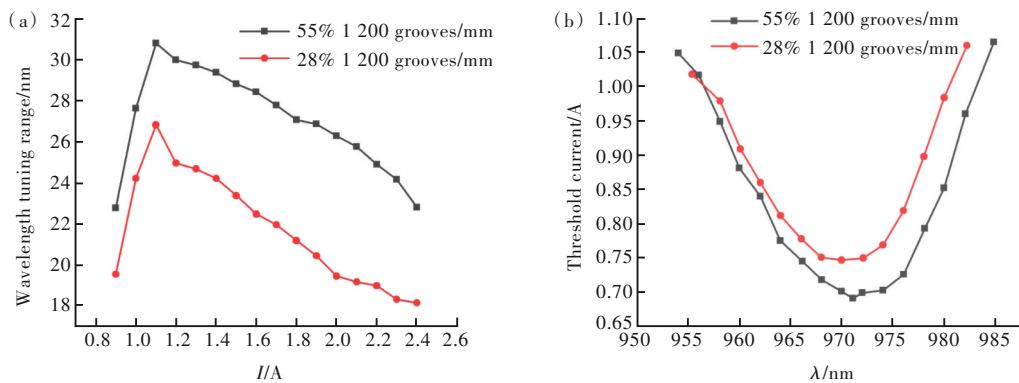 (a)
55% 1 200 grooves/mm
28% 1 200 grooves/mm
Wavelength tuning range/nm
32
30
28
26
24
22
20
18
0.8 1.0 1.2 1.4 1.6 1.8 2.0 2.2 2.4 2.6
I/A
(b)
55% 1 200 grooves/mm
28% 1 200 grooves/mm
Threshold current/A
1.10
1.05
1.00
0.95
0.90
0.85
0.80
0.75
0.70
0.65
950 955 960 965 970 975 980 985
λ/nm